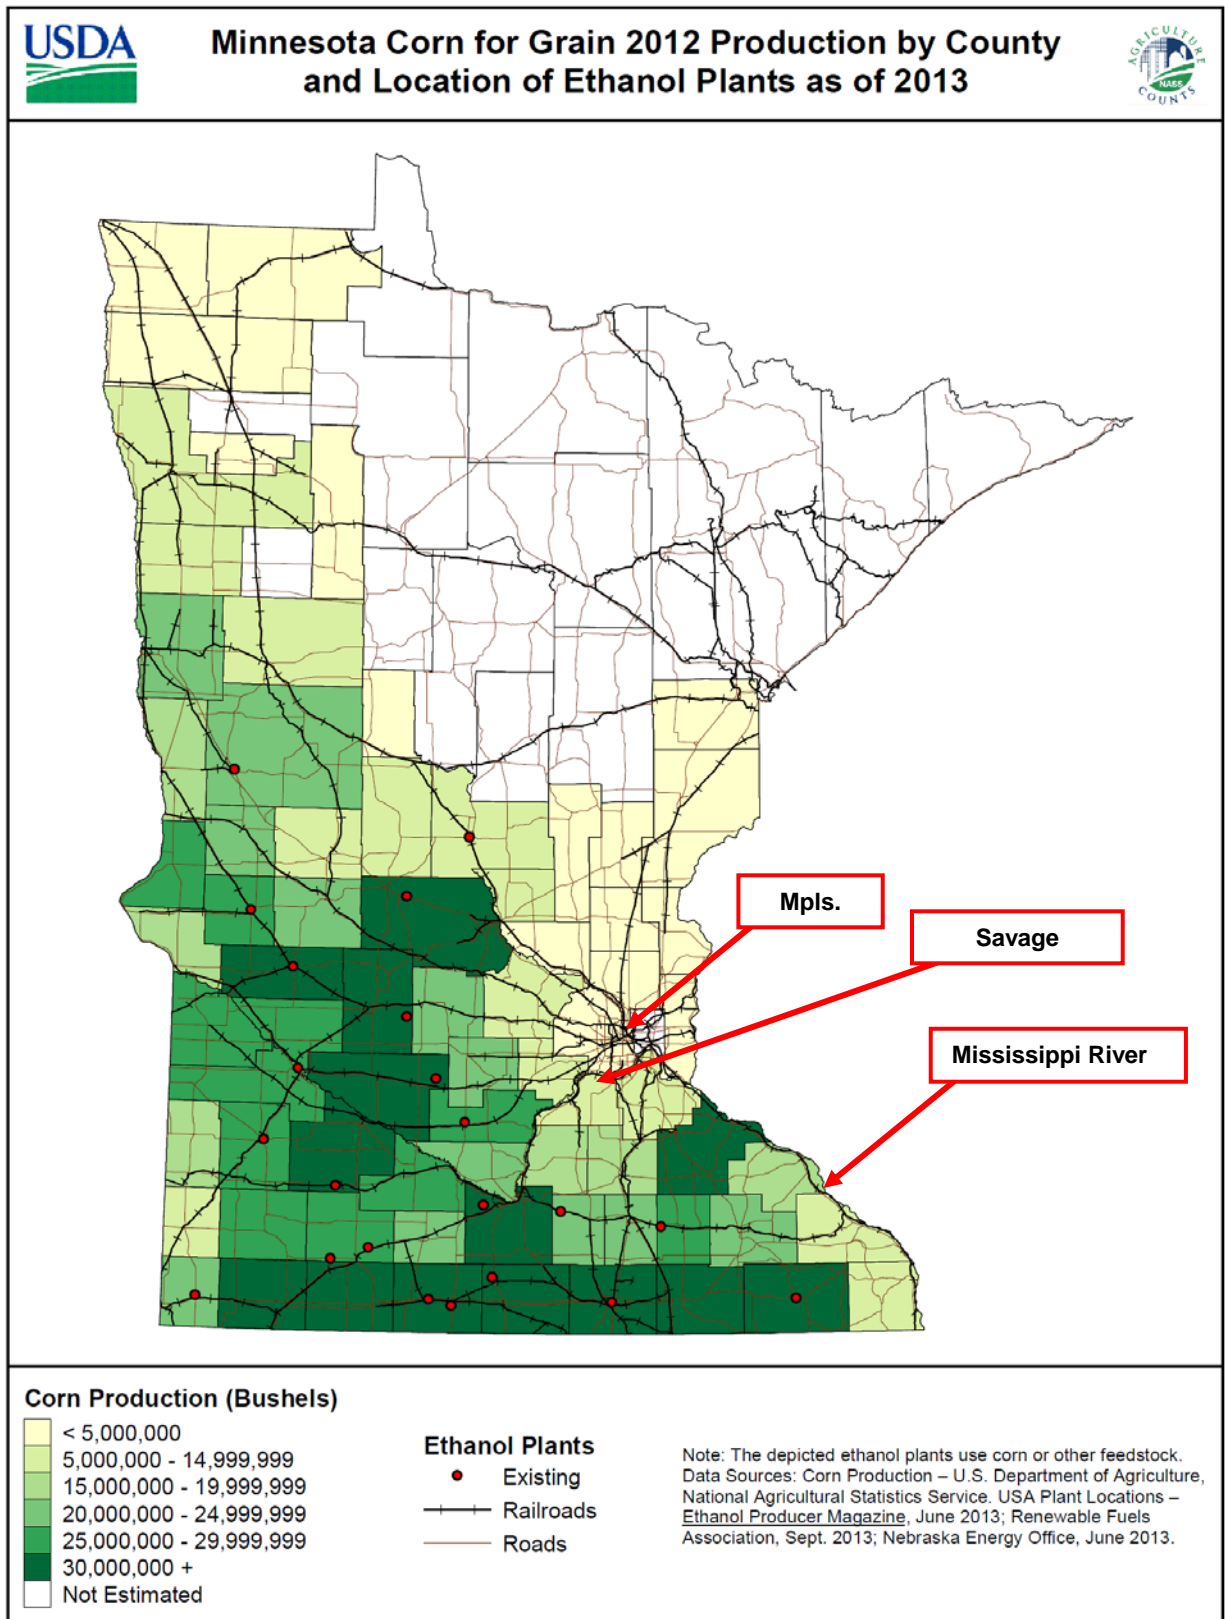 USDA
Minnesota Corn for Grain 2012 Production by County
and Location of Ethanol Plants as of 2013
AGRICULTURE
NASS
COUNTS
Mpls.
Savage
Mississippi River
Corn Production (Bushels)
< 5,000,000
5,000,000 - 14,999,999
15,000,000 - 19,999,999
20,000,000 - 24,999,999
25,000,000 - 29,999,999
30,000,000 +
Not Estimated
Ethanol Plants
Existing
Railroads
Roads
Note: The depicted ethanol plants use corn or other feedstock.
Data Sources: Corn Production – U.S. Department of Agriculture,
National Agricultural Statistics Service. USA Plant Locations –
Ethanol Producer Magazine, June 2013; Renewable Fuels
Association, Sept. 2013; Nebraska Energy Office, June 2013.